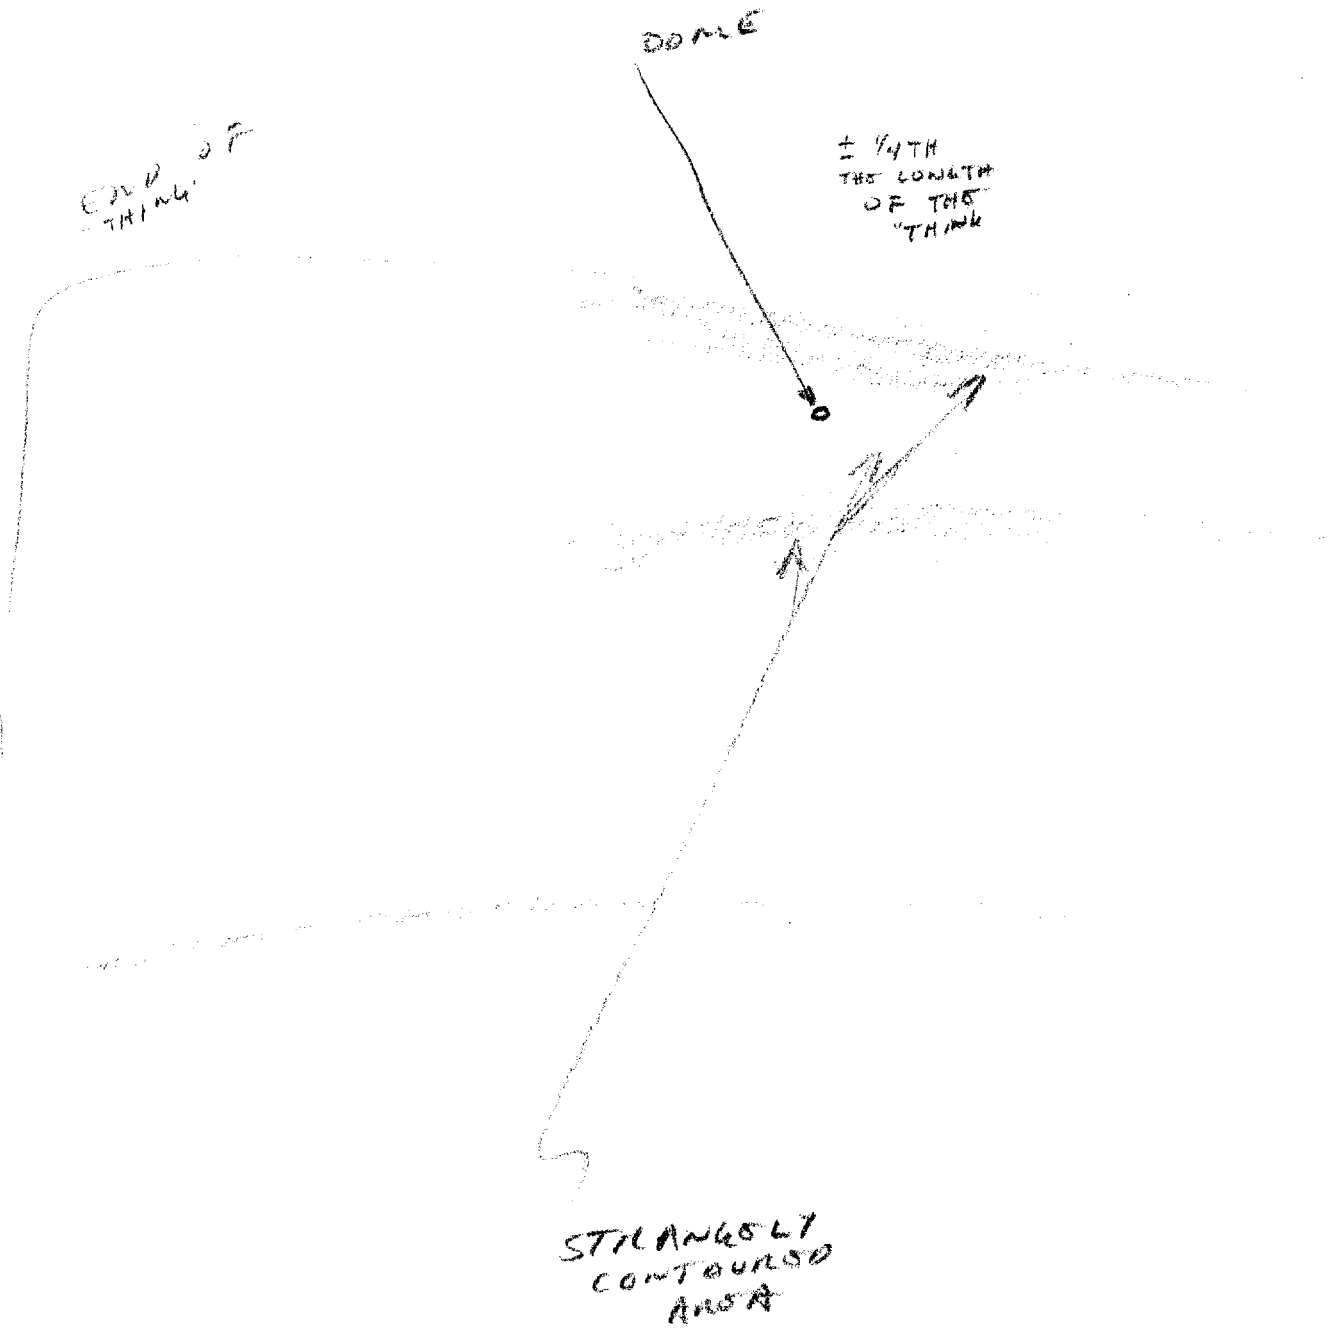 DOME
END OF
"THING"
± 1/4TH
THE LENGTH
OF THE
"THING
STRANGELY
CONTOURED
AREA